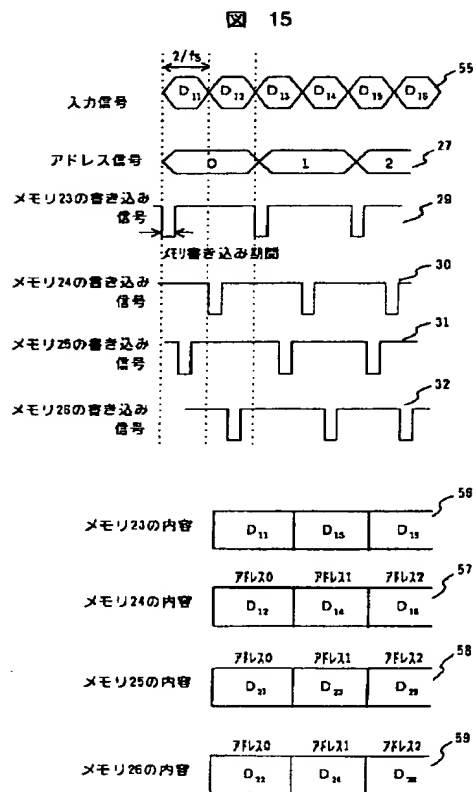 図 15
2/fs
入力信号
D11 D12 D13 D14 D15 D16
55
アドレス信号
0 1 2
27
メモリ23の書き込み
信号
29
メモリ書き込み期間
メモリ24の書き込み
信号
30
メモリ25の書き込み
信号
31
メモリ26の書き込み
信号
32
メモリ23の内容
D11
56
アドレス0 アドレス1 アドレス2
メモリ24の内容
D12 D14 D16
57
アドレス0 アドレス1 アドレス2
メモリ25の内容
D21 D23
58
アドレス0 アドレス1 アドレス2
メモリ26の内容
D22 D24
59